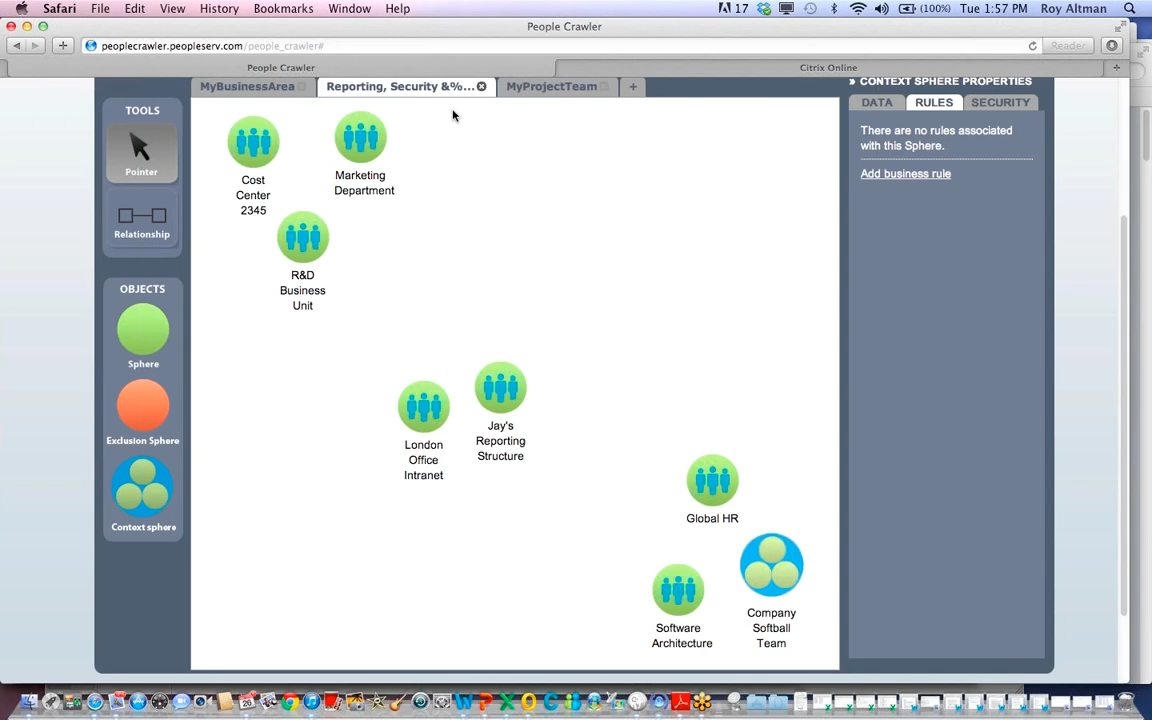 Safari File Edit View History Bookmarks Window Help 17 (100%) Tue 1:57 PM Roy Altman
People Crawler
peoplecrawler.peopleserv.com/people_crawler# Reader
People Crawler Citrix Online
MyBusinessArea Reporting, Security &%... MyProjectTeam +
» CONTEXT SPHERE PROPERTIES
DATA RULES SECURITY
There are no rules associated
with this Sphere.
Add business rule
TOOLS
Pointer
Relationship
OBJECTS
Sphere
Exclusion Sphere
Context sphere
Cost
Center
2345
Marketing
Department
R&D
Business
Unit
London
Office
Intranet
Jay's
Reporting
Structure
Global HR
Software
Architecture
Company
Softball
Team